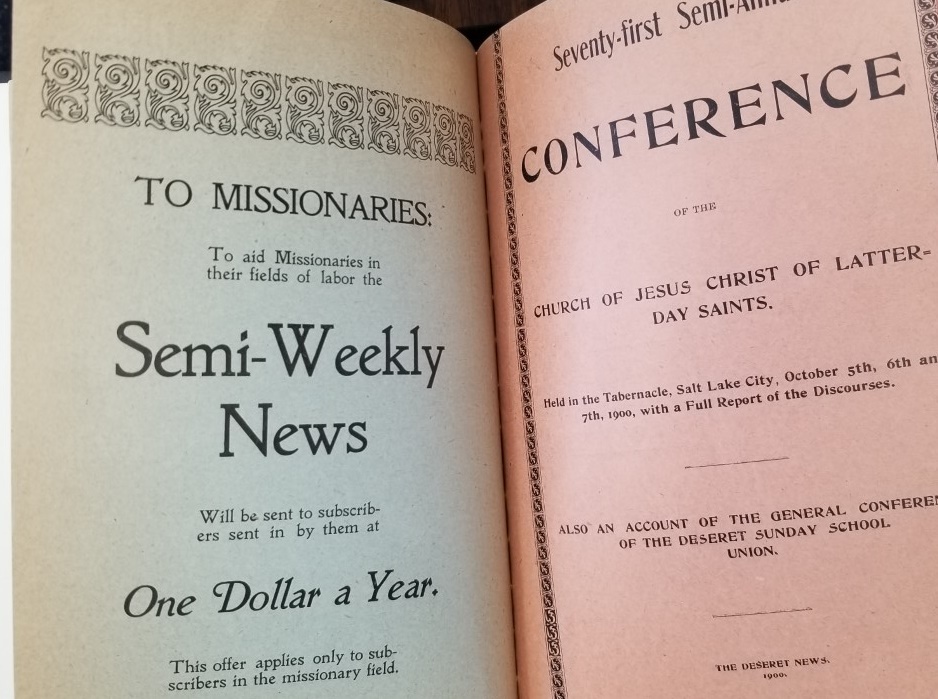 TO MISSIONARIES:
To aid Missionaries in
their fields of labor the
Semi-Weekly
News
Will be sent to subscrib-
ers sent in by them at
One Dollar a Year.
This offer applies only to sub-
scribers in the missionary field.
Seventy-first Semi-Annu
CONFERENCE
OF THE
CHURCH OF JESUS CHRIST OF LATTER-
DAY SAINTS.
Held in the Tabernacle, Salt Lake City, October 5th, 6th an
7th, 1900, with a Full Report of the Discourses.
ALSO AN ACCOUNT OF THE GENERAL CONFEREN
OF THE DESERET SUNDAY SCHOOL
UNION.
THE DESERET NEWS.
1900.